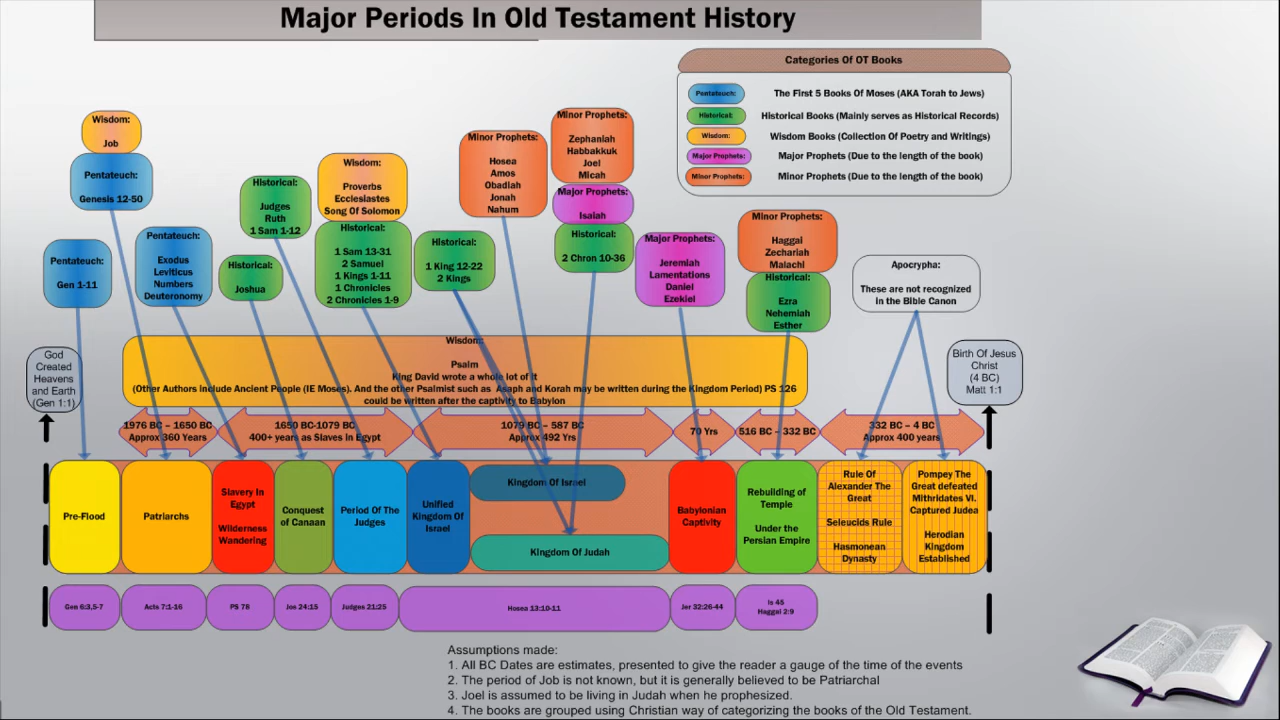 Major Periods In Old Testament History
Categories Of OT Books
Pentateuch:
The First 5 Books Of Moses (AKA Torah to Jews)
Historical:
Historical Books (Mainly serves as Historical Records)
Wisdom:
Wisdom Books (Collection Of Poetry and Writings)
Major Prophets:
Major Prophets (Due to the length of the book)
Minor Prophets:
Minor Prophets (Due to the length of the book)
Wisdom:
Job
Pentateuch:
Genesis 12-50
Pentateuch:
Gen 1-11
Pentateuch:
Exodus
Leviticus
Numbers
Deuteronomy
Historical:
Joshua
Historical:
Judges
Ruth
1 Sam 1-12
Wisdom:
Proverbs
Ecclesiastes
Song Of Solomon
Historical:
1 Sam 13-31
2 Samuel
1 Kings 1-11
1 Chronicles
2 Chronicles 1-9
Historical:
1 King 12-22
2 Kings
Minor Prophets:
Hosea
Amos
Obadiah
Jonah
Nahum
Minor Prophets:
Zephaniah
Habbakkuk
Joel
Micah
Major Prophets:
Isaiah
Historical:
2 Chron 10-36
Major Prophets:
Jeremiah
Lamentations
Daniel
Ezekiel
Minor Prophets:
Haggai
Zechariah
Malachi
Historical:
Ezra
Nehemiah
Esther
Apocrypha:
These are not recognized
in the Bible Canon
God
Created
Heavens
and Earth
(Gen 1:1)
Wisdom:
Psalm
King David wrote a whole lot of it
(Other Authors include Ancient People (IE Moses). And the other Psalmist such as Asaph and Korah may be written during the Kingdom Period) PS 126
could be written after the captivity to Babylon
Birth Of Jesus
Christ
(4 BC)
Matt 1:1
1976 BC – 1650 BC
Approx 360 Years
1650 BC-1079 BC
400+ years as Slaves in Egypt
1079 BC – 587 BC
Approx 492 Yrs
70 Yrs
516 BC – 332 BC
332 BC – 4 BC
Approx 400 years
Pre-Flood
Patriarchs
Slavery In
Egypt
Wilderness
Wandering
Conquest
of Canaan
Period Of The
Judges
Unified
Kingdom Of
Israel
Kingdom Of Israel
Kingdom Of Judah
Babylonian
Captivity
Rebuilding of
Temple
Under the
Persian Empire
Rule Of
Alexander The
Great
Seleucids Rule
Hasmonean
Dynasty
Pompey The
Great defeated
Mithridates VI.
Captured Judea
Herodian
Kingdom
Established
Gen 6:3,5-7
Acts 7:1-16
PS 78
Jos 24:15
Judges 21:25
Hosea 13:10-11
Jer 32:26-44
Is 45
Haggai 2:9
Assumptions made:
1. All BC Dates are estimates, presented to give the reader a gauge of the time of the events
2. The period of Job is not known, but it is generally believed to be Patriarchal
3. Joel is assumed to be living in Judah when he prophesized.
4. The books are grouped using Christian way of categorizing the books of the Old Testament.